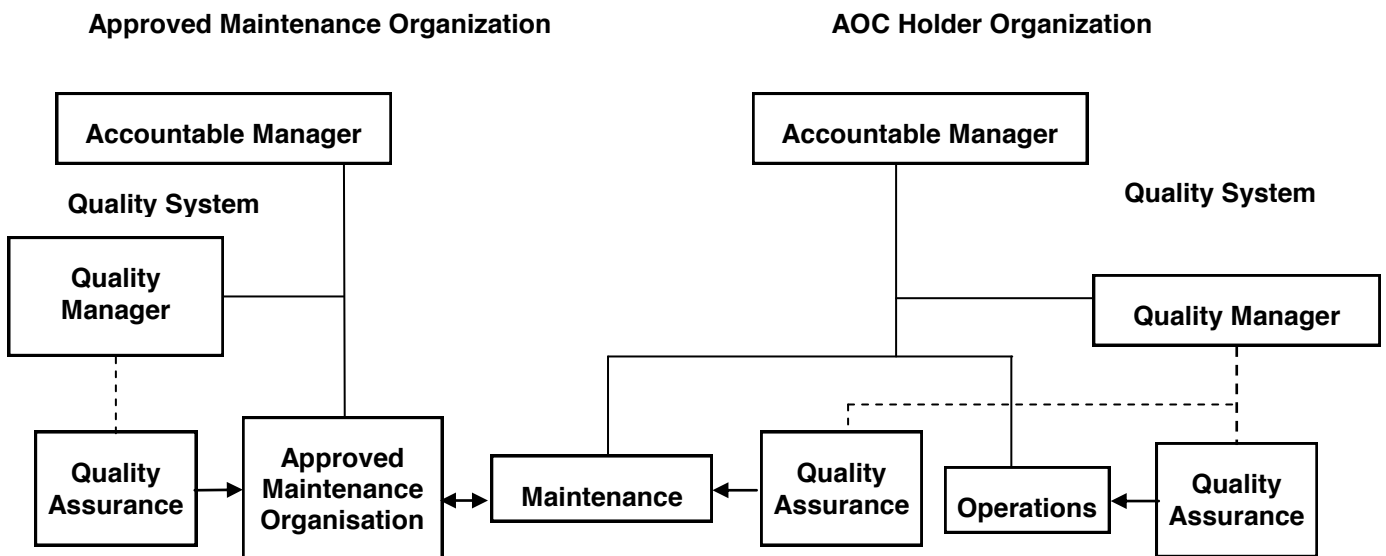 Approved Maintenance Organization
AOC Holder Organization
Accountable Manager
Accountable Manager
Quality System
Quality System
Quality
Manager
Quality Manager
Quality
Assurance
Approved
Maintenance
Organisation
Maintenance
Quality
Assurance
Operations
Quality
Assurance